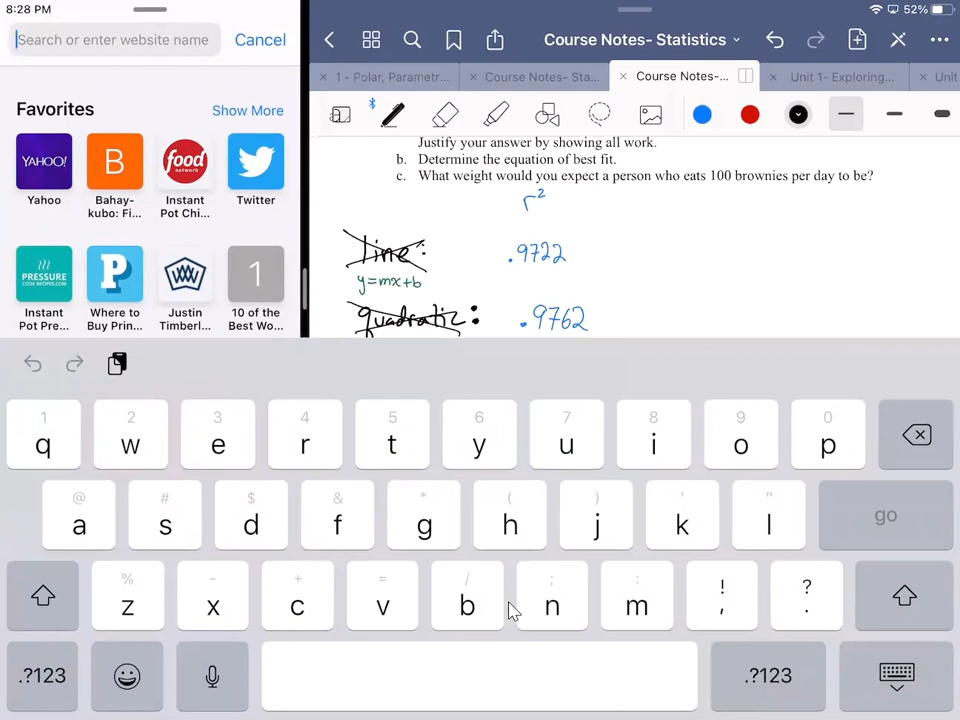 8:28 PM
52%
Search or enter website name
Cancel
Favorites
Show More
YAHOO!
B
food
network
Yahoo
Bahay-
kubo: Fi...
Instant
Pot Chi...
Twitter
PRESSURE
COOK RECIPES.COM
P
W
1
Instant
Pot Pre...
Where to
Buy Prin...
Justin
Timberl...
10 of the
Best Wo...
Course Notes- Statistics
1 - Polar, Parametr...
Course Notes- Sta...
Course Notes-...
Unit 1- Exploring...
Unit
Justify your answer by showing all work.
b. Determine the equation of best fit.
c. What weight would you expect a person who eats 100 brownies per day to be?
r²
line: .9722
y=mx+b
quadratic: .9762
1 2 3 4 5 6 7 8 9 0
q w e r t y u i o p
@ # $ & * ( ) ' "
a s d f g h j k l go
% - + = / ; : ! ?
z x c v b n m , .
.?123 .?123